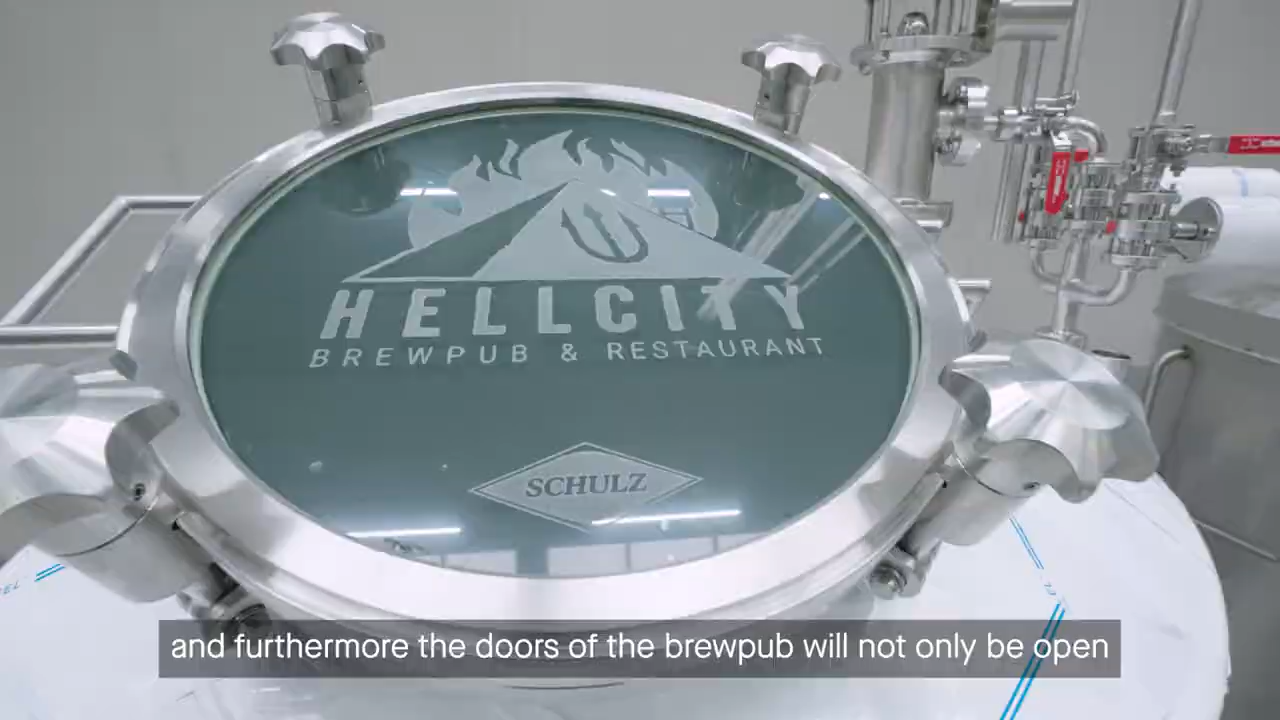 HELLCITY
BREWPUB & RESTAURANT
SCHULZ
and furthermore the doors of the brewpub will not only be open